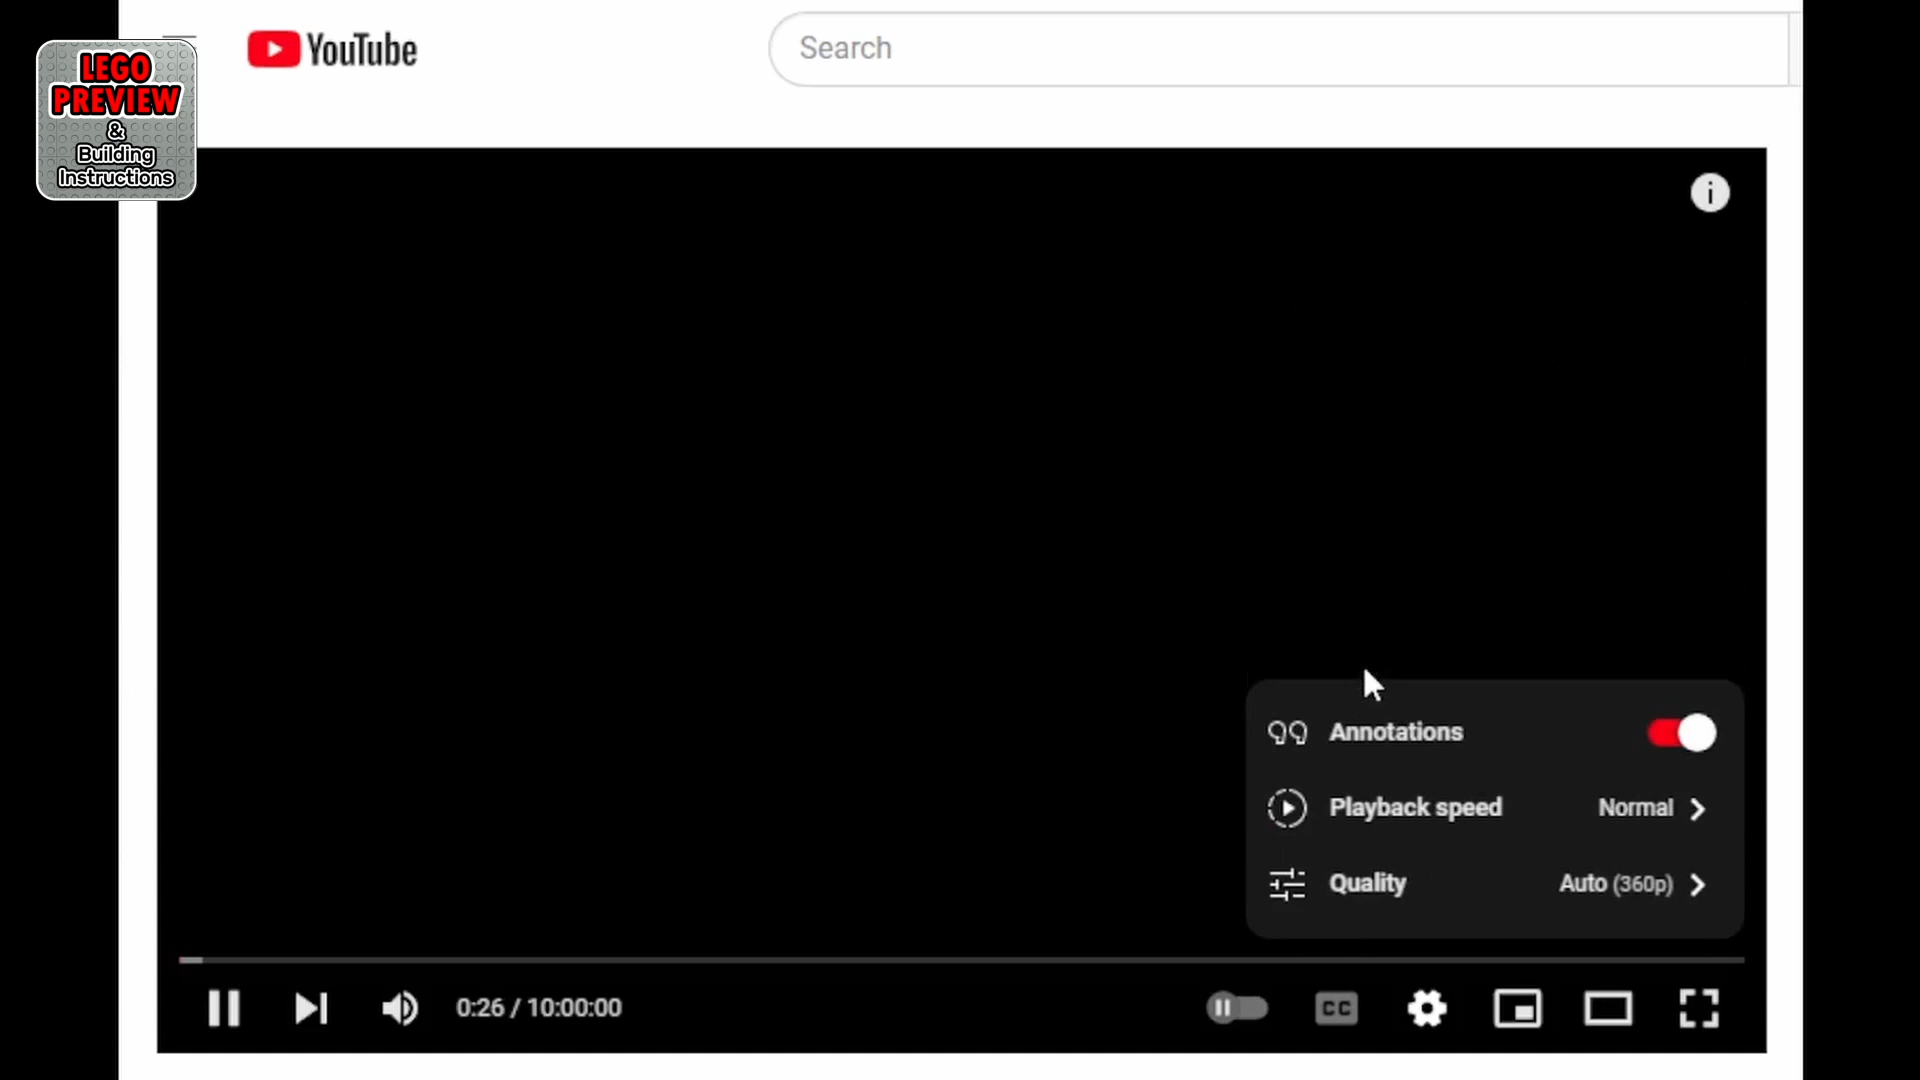 LEGO
PREVIEW
&
Building
Instructions
YouTube
Search
i
Annotations
Playback speed Normal
Quality Auto (360p)
0:26 / 10:00:00
CC